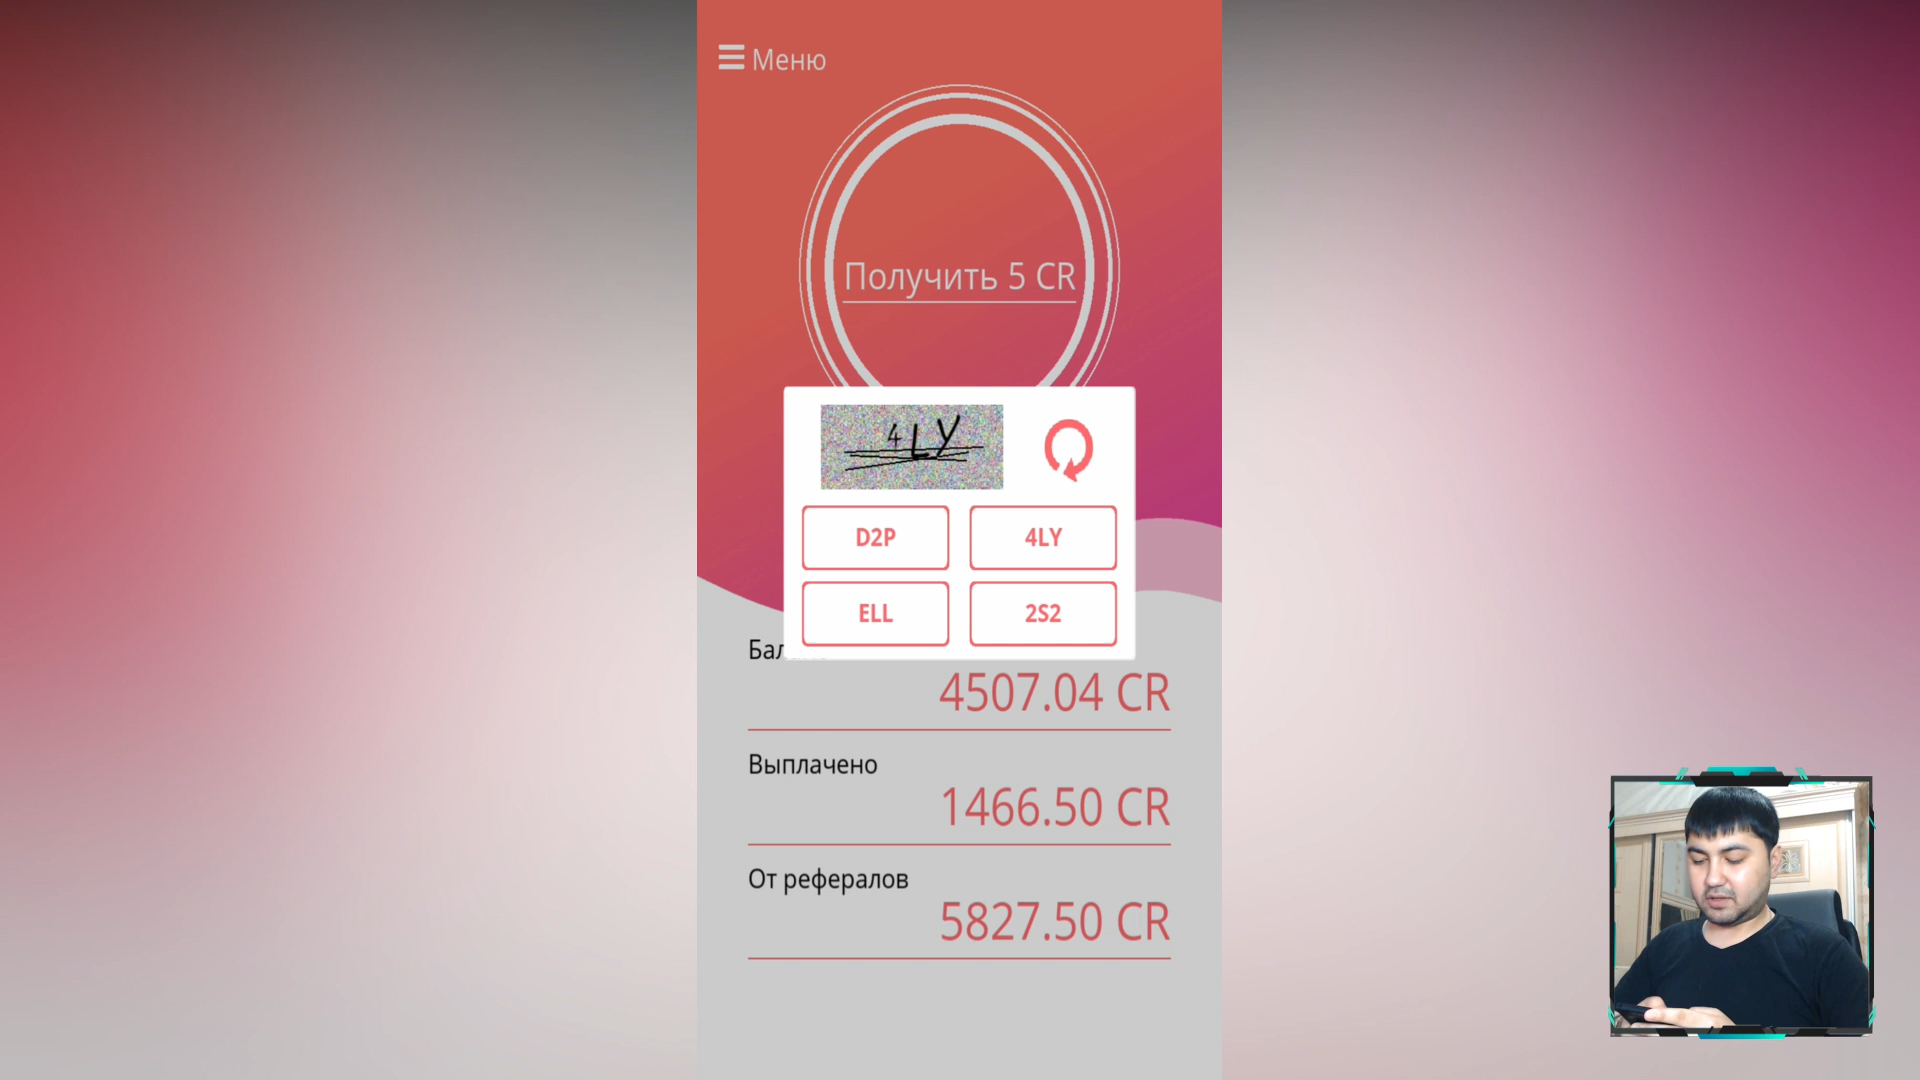 Меню
Получить 5 CR
4LY
D2P
4LY
ELL
2S2
4507.04 CR
Выплачено
1466.50 CR
От рефералов
5827.50 CR